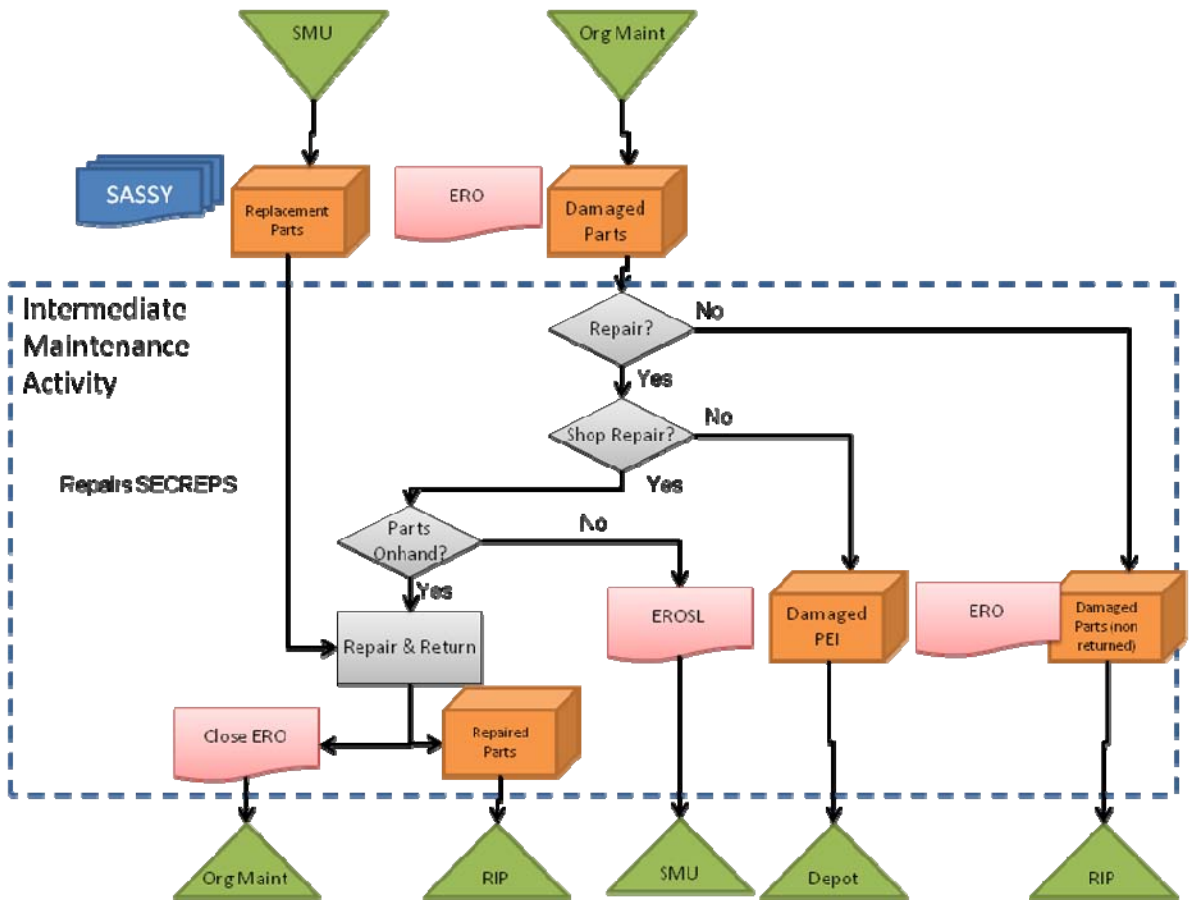 SMU
Org Maint
SASSY
Replacement
Parts
ERO
Damaged
Parts
Intermediate
Maintenance
Activity
Repair?
No
Yes
Shop Repair?
No
Yes
Repairs SECREPS
Parts
Onhand?
No
Yes
Repair & Return
EROSL
Damaged
PEI
ERO
Damaged
Parts (non
returned)
Close ERO
Repaired
Parts
Org Maint
RIP
SMU
Depot
RIP